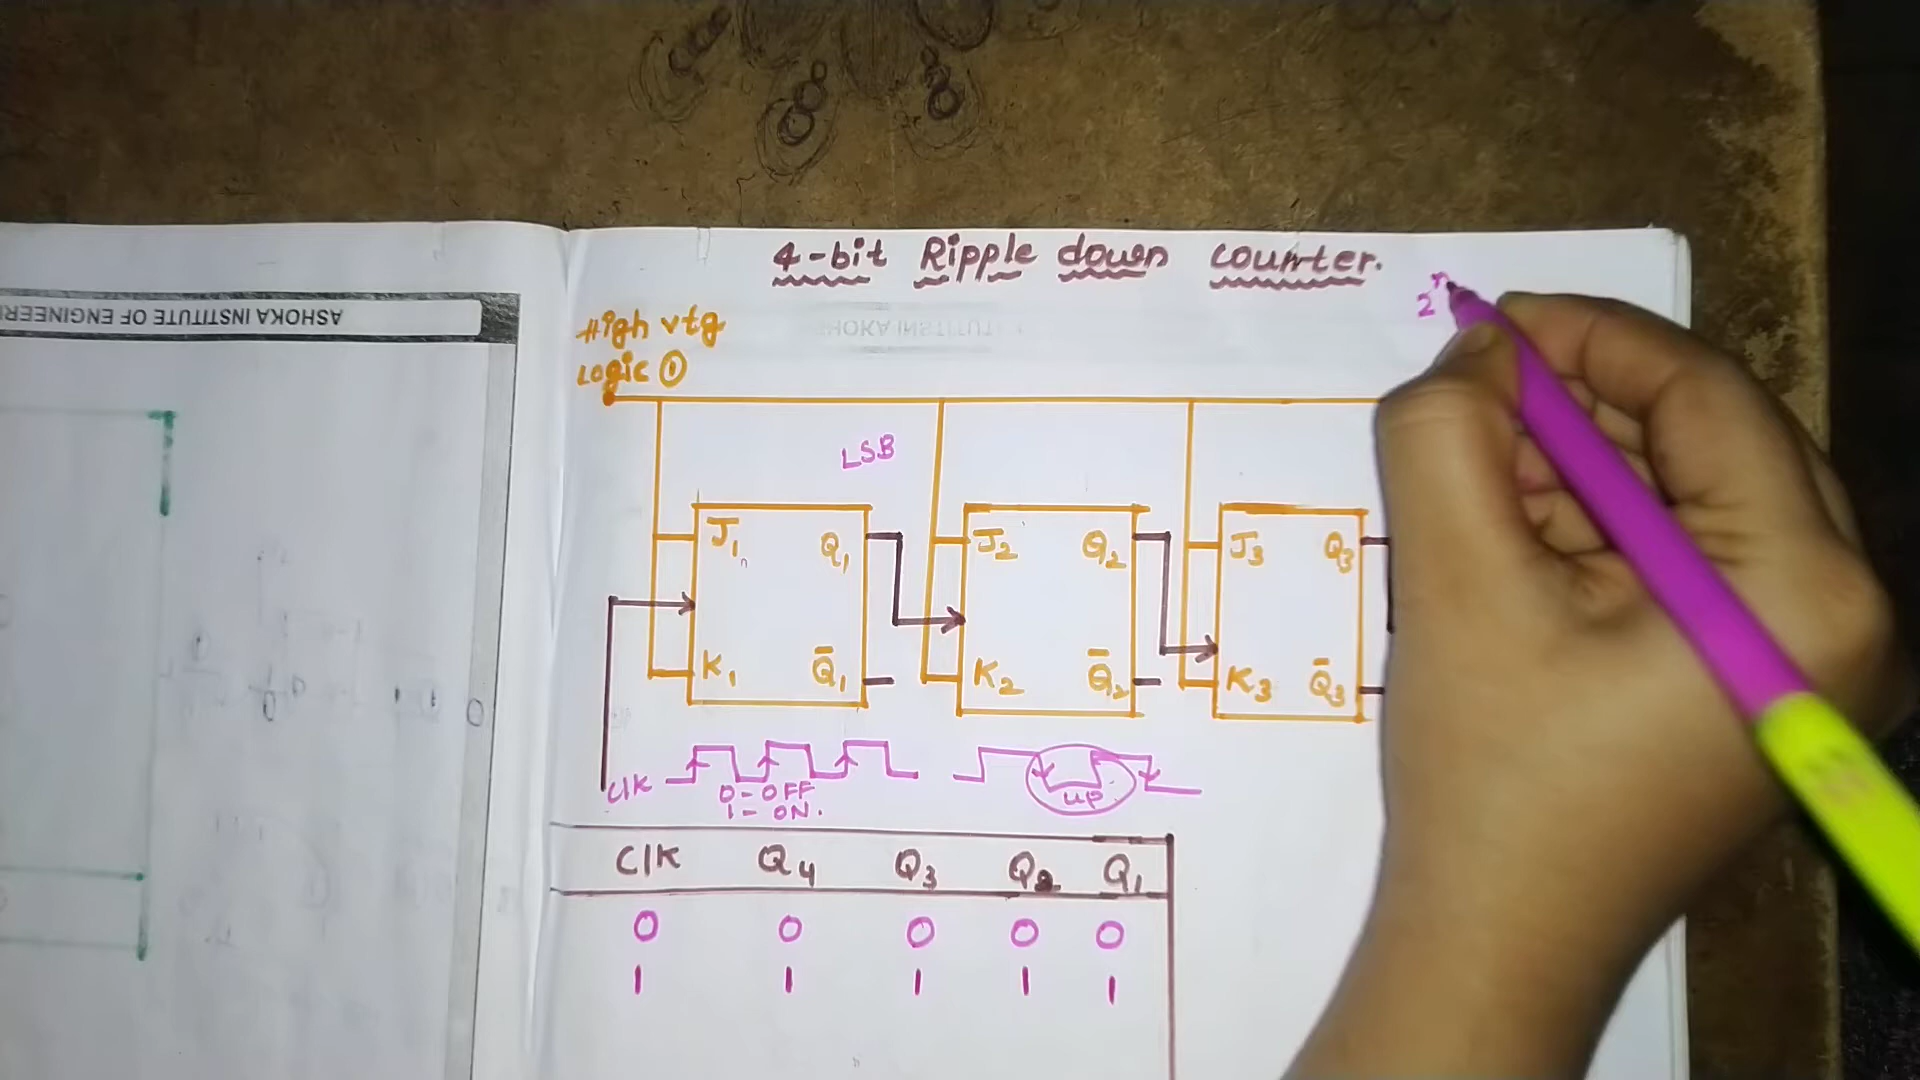 4-bit Ripple down counter.
2^n
High vtg
Logic ①
ASHOKA INSTITUTE OF ENGINEERI
LSB
J1 Q1 J2 Q2 J3 Q3
K1 Q̅1 K2 Q̅2 K3 Q̅3
Clk
0-OFF
1-ON.
up
Clk Q4 Q3 Q2 Q1
0 0 0 0 0
1 1 1 1 1